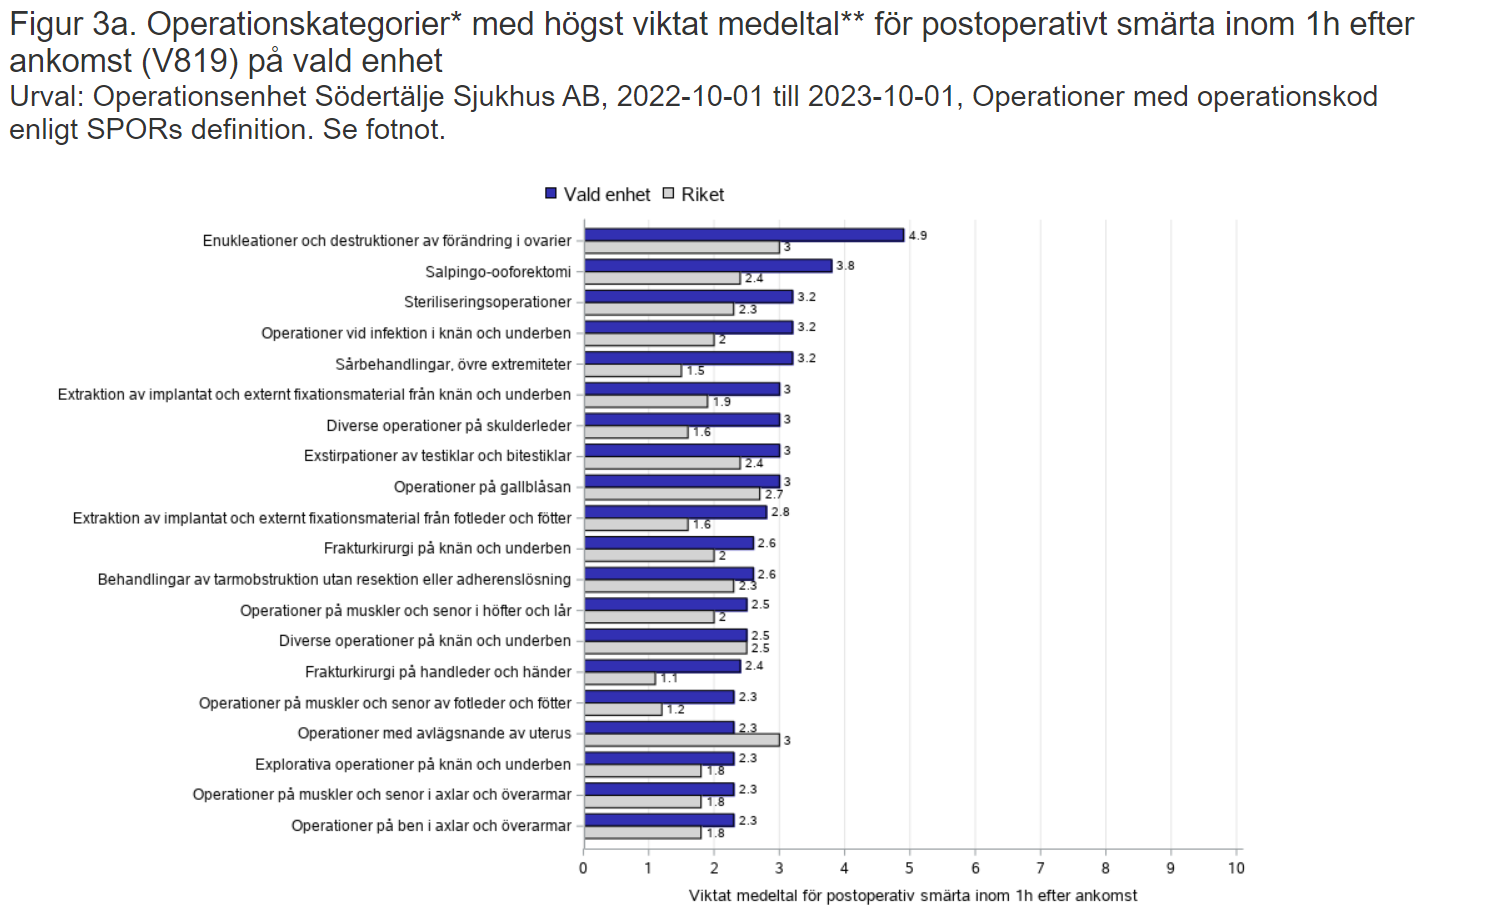 Figur 3a. Operationskategorier* med högst viktat medeltal** för postoperativt smärta inom 1h efter
ankomst (V819) på vald enhet
Urval: Operationsenhet Södertälje Sjukhus AB, 2022-10-01 till 2023-10-01, Operationer med operationskod
enligt SPORs definition. Se fotnot.
Vald enhet Riket
Enukleationer och destruktioner av förändring i ovarier 4.9 3
Salpingo-ooforektomi 3.8 2.4
Steriliseringsoperationer 3.2 2.3
Operationer vid infektion i knän och underben 3.2 2
Sårbehandlingar, övre extremiteter 3.2 1.5
Extraktion av implantat och externt fixationsmaterial från knän och underben 3 1.9
Diverse operationer på skulderleder 3 1.6
Exstirpationer av testiklar och bitestiklar 3 2.4
Operationer på gallblåsan 3 2.7
Extraktion av implantat och externt fixationsmaterial från fotleder och fötter 2.8 1.6
Frakturkirurgi på knän och underben 2.6 2
Behandlingar av tarmobstruktion utan resektion eller adherenslösning 2.6 2.3
Operationer på muskler och senor i höfter och lår 2.5 2
Diverse operationer på knän och underben 2.5 2.5
Frakturkirurgi på handleder och händer 2.4 1.1
Operationer på muskler och senor av fotleder och fötter 2.3 1.2
Operationer med avlägsnande av uterus 2.3 3
Explorativa operationer på knän och underben 2.3 1.8
Operationer på muskler och senor i axlar och överarmar 2.3 1.8
Operationer på ben i axlar och överarmar 2.3 1.8
0 1 2 3 4 5 6 7 8 9 10
Viktat medeltal för postoperativ smärta inom 1h efter ankomst